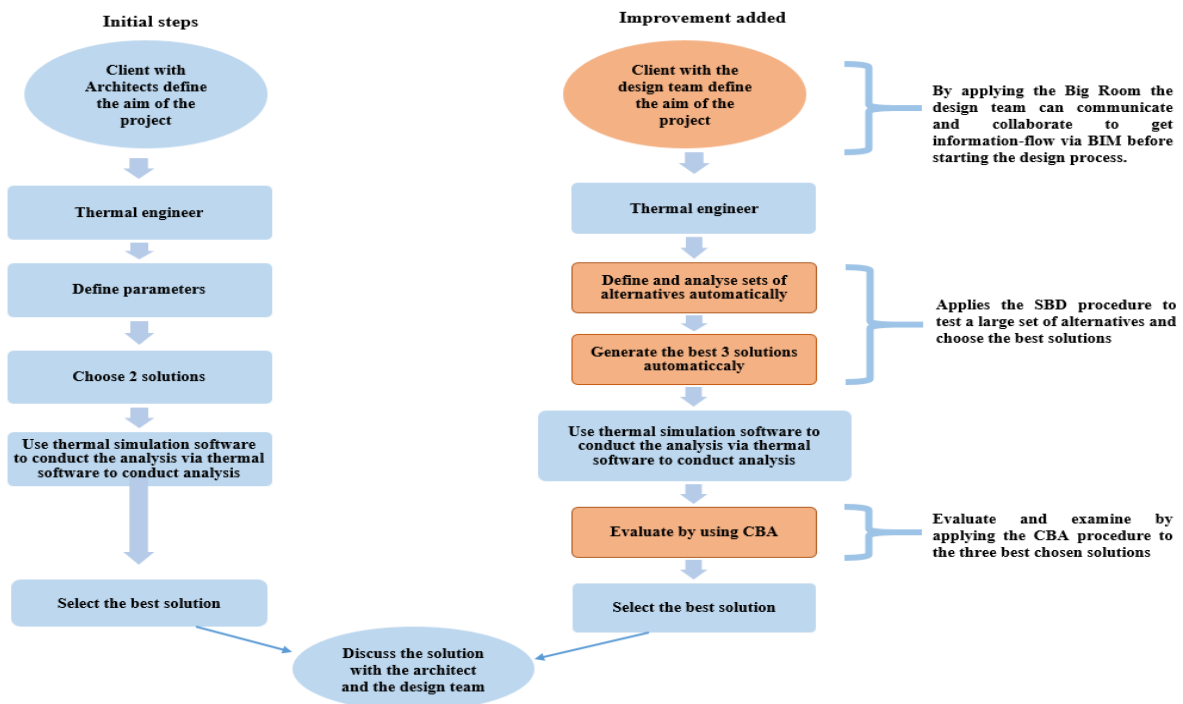 Initial steps
Client with
Architects define
the aim of the
project
Thermal engineer
Define parameters
Choose 2 solutions
Use thermal simulation software
to conduct the analysis via thermal
software to conduct analysis
Select the best solution
Improvement added
Client with the
design team define
the aim of the
project
Thermal engineer
Define and analyse sets of
alternatives automatically
Generate the best 3 solutions
automaticcaly
Use thermal simulation software to
conduct the analysis via thermal
software to conduct analysis
Evaluate by using CBA
Select the best solution
Discuss the solution
with the architect
and the design team
By applying the Big Room the
design team can communicate
and collaborate to get
information-flow via BIM before
starting the design process.
Applies the SBD procedure to
test a large set of alternatives and
choose the best solutions
Evaluate and examine by
applying the CBA procedure to
the three best chosen solutions